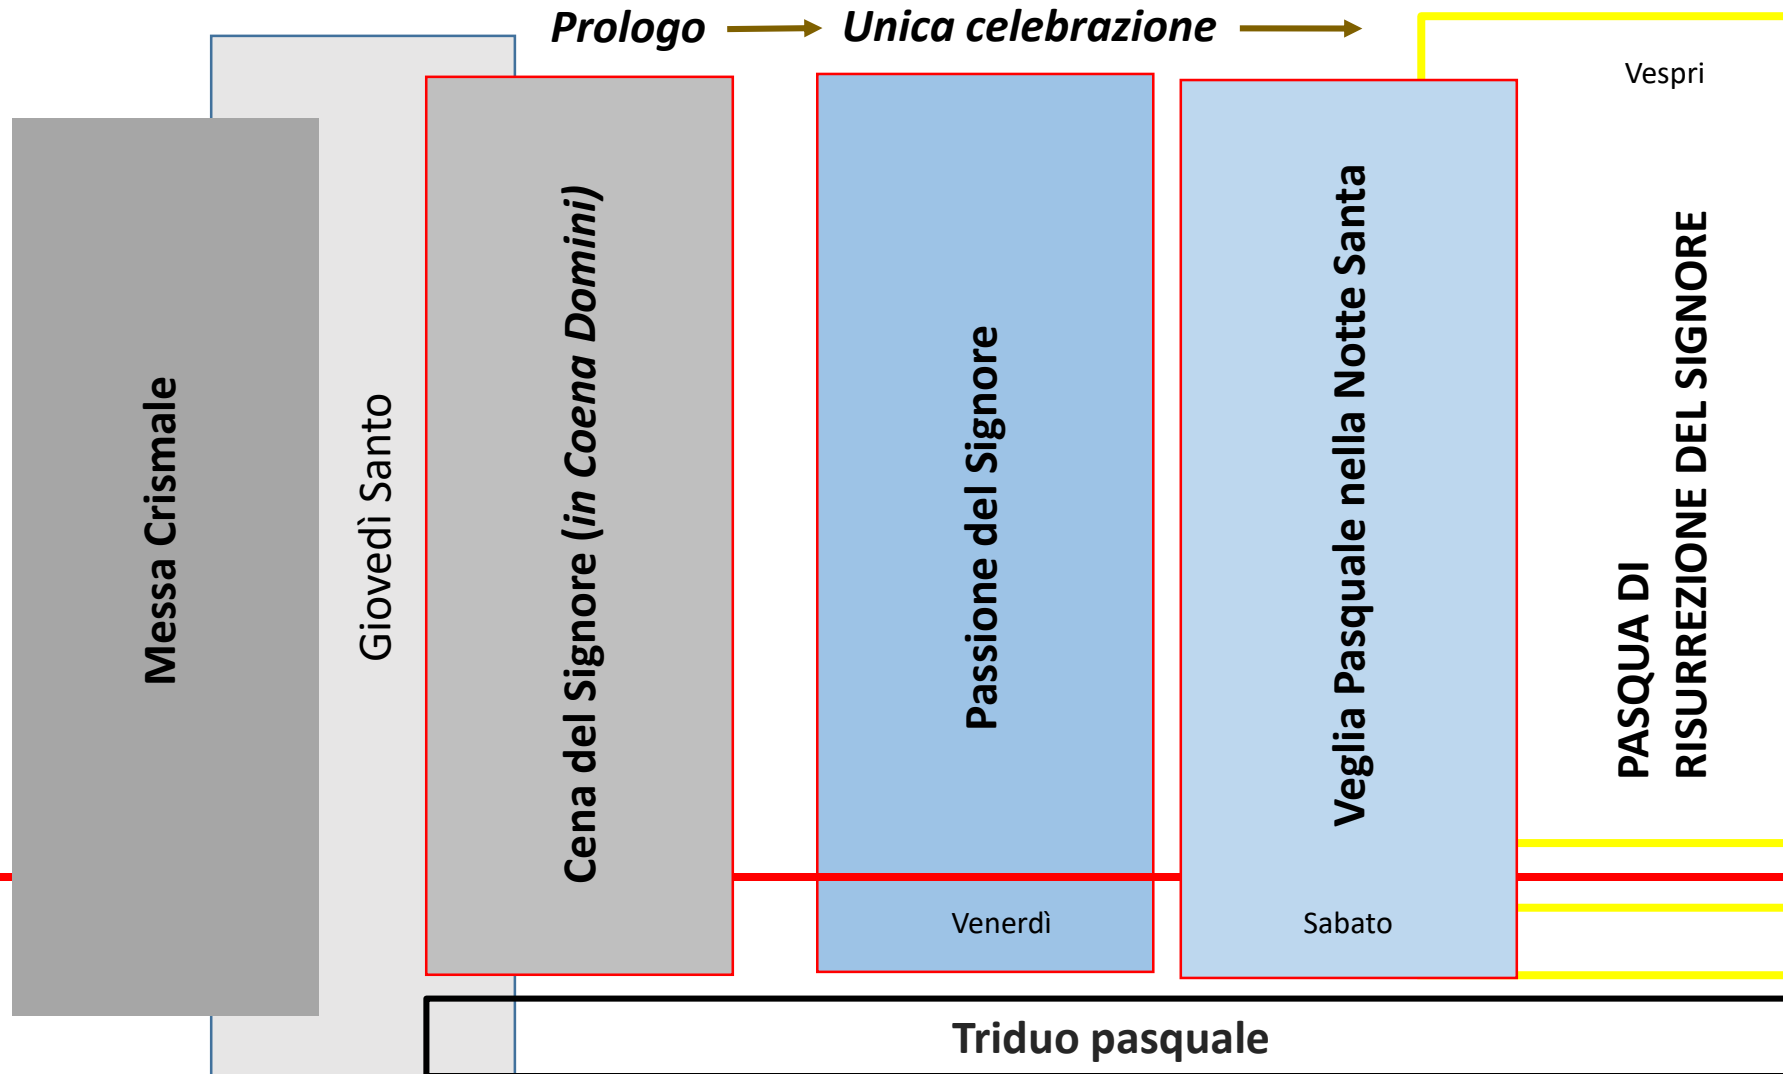 Prologo
Unica celebrazione
Vespri
Messa Crismale
Giovedì Santo
Cena del Signore (in Coena Domini)
Passione del Signore
Venerdì
Veglia Pasquale nella Notte Santa
Sabato
PASQUA DI
RISURREZIONE DEL SIGNORE
Triduo pasquale